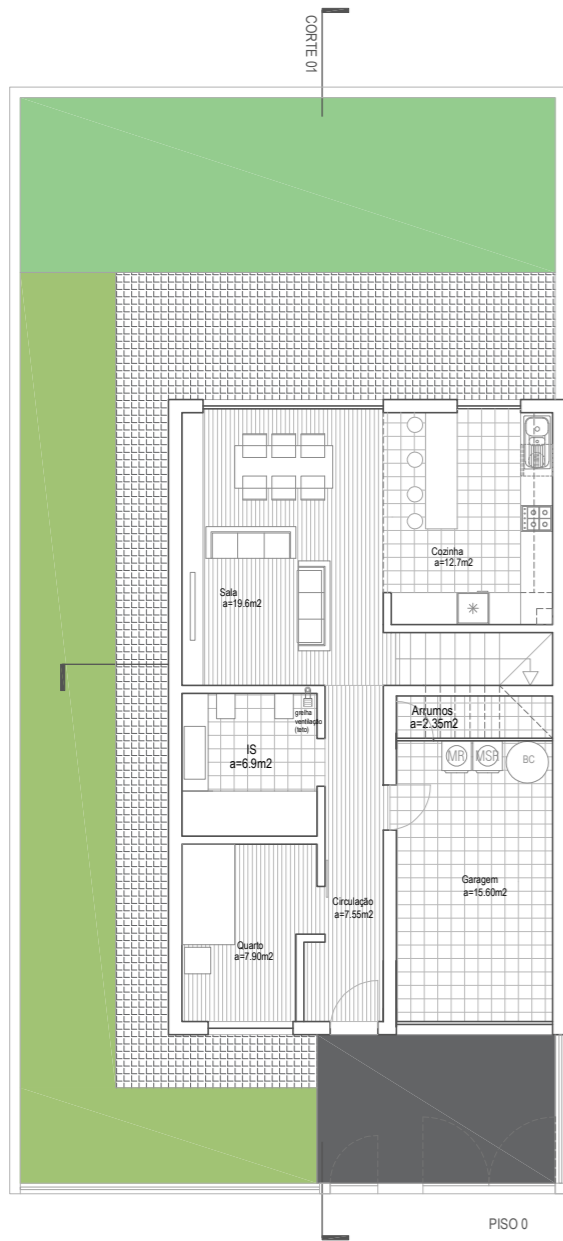 CORTE 01
Cozinha
a=12.7m2
Sala
a=19.6m2
grelha
ventilação
(teto)
Arrumos
a=2.35m2
IS
a=6.9m2
MR
MSR
BC
Garagem
a=15.60m2
Circulação
a=7.55m2
Quarto
a=7.90m2
PISO 0